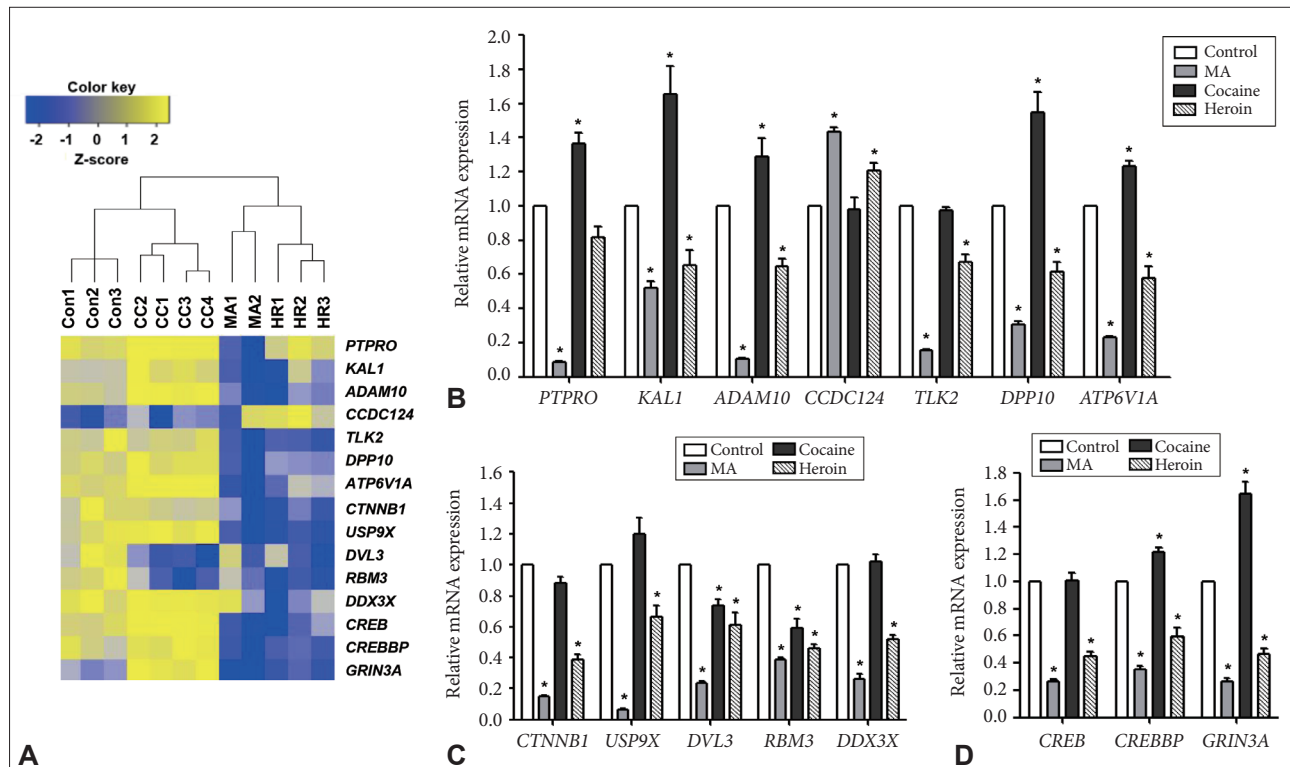 Color key
-2 -1 0 1 2
Z-score
Con1 Con2 Con3 CC2 CC1 CC3 CC4 MA1 MA2 HR1 HR2 HR3
PTPRO
KAL1
ADAM10
CCDC124
TLK2
DPP10
ATP6V1A
CTNNB1
USP9X
DVL3
RBM3
DDX3X
CREB
CREBBP
GRIN3A
A
Relative mRNA expression
2.0
1.8
1.6
1.4
1.2
1.0
0.8
0.6
0.4
0.2
0.0
* * * * * * * * * * * * * * * * * *
Control
MA
Cocaine
Heroin
PTPRO KAL1 ADAM10 CCDC124 TLK2 DPP10 ATP6V1A
B
Control Cocaine
MA Heroin
Relative mRNA expression
1.6
1.4
1.2
1.0
0.8
0.6
0.4
0.2
0.0
* * * * * * * * * * * *
CTNNB1 USP9X DVL3 RBM3 DDX3X
C
Control Cocaine
MA Heroin
Relative mRNA expression
1.8
1.6
1.4
1.2
1.0
0.8
0.6
0.4
0.2
0.0
* * * * * * * *
CREB CREBBP GRIN3A
D